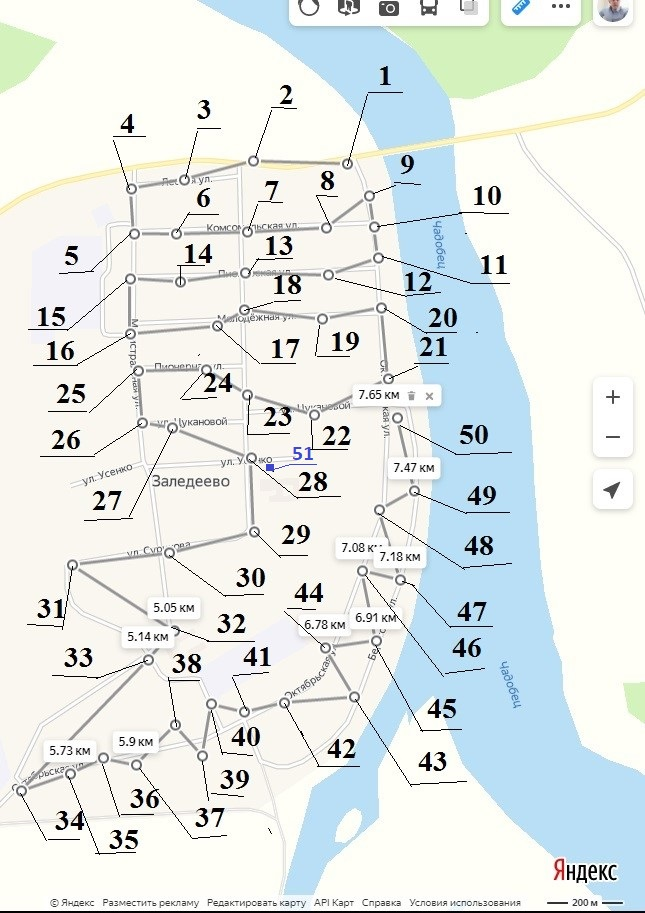 1
2
3
4
Лесная ул.
9
8
7
6
Комсомольская ул.
10
Чадобец
5
14
13
11
12
15
18
20
Молодёжная ул.
16
17
19
21
Пионерная ул.
25
24
7.65 км
23
22
50
ул. Цукановой
26
51
ул. Усенко
ул. Усенко
28
7.47 км
27
Заледеево
49
29
7.08 км
7.18 км
48
ул. Сурикова
30
31
44
5.05 км
32
47
6.78 км
6.91 км
5.14 км
46
33
38
41
Чадобец
Октябрьская ул.
45
5.73 км
5.9 км
40
42
43
39
36
37
34
35
Яндекс
© Яндекс Разместить рекламу Редактировать карту API Карт Справка Условия использования 200 м